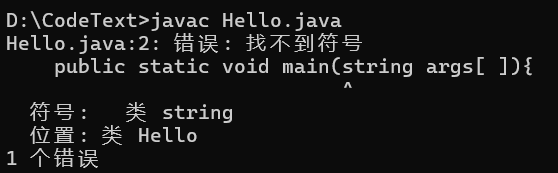 D:\CodeText>javac Hello.java
Hello.java:2: 错误: 找不到符号
    public static void main(string args[ ]){
                            ^
  符号:   类 string
  位置: 类 Hello
1 个错误